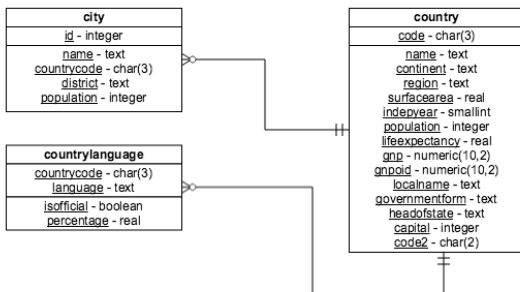 city
id - integer
name - text
countrycode - char(3)
district - text
population - integer
countrylanguage
countrycode - char(3)
language - text
isofficial - boolean
percentage - real
country
code - char(3)
name - text
continent - text
region - text
surfacearea - real
indepyear - smallint
population - integer
lifeexpectancy - real
gnp - numeric(10,2)
gnpoid - numeric(10,2)
localname - text
governmentform - text
headofstate - text
capital - integer
code2 - char(2)